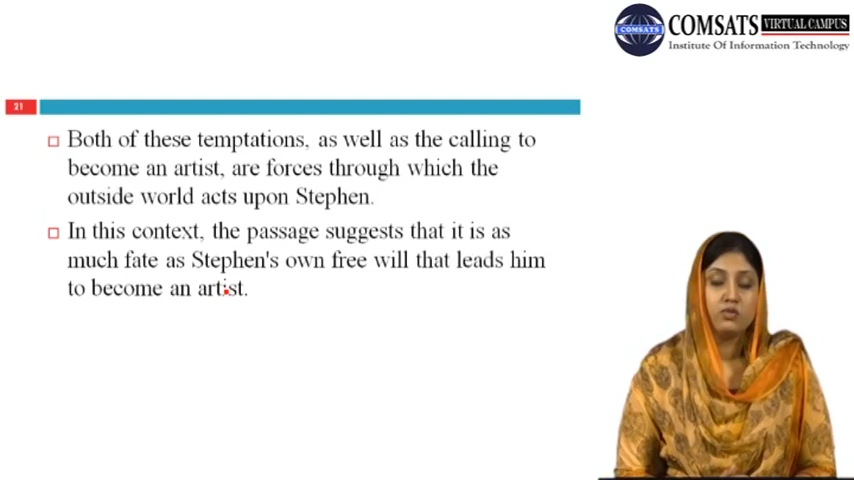 COMSATS
COMSATS VIRTUAL CAMPUS
Institute Of Information Technology
21
Both of these temptations, as well as the calling to
become an artist, are forces through which the
outside world acts upon Stephen.
In this context, the passage suggests that it is as
much fate as Stephen's own free will that leads him
to become an artist.